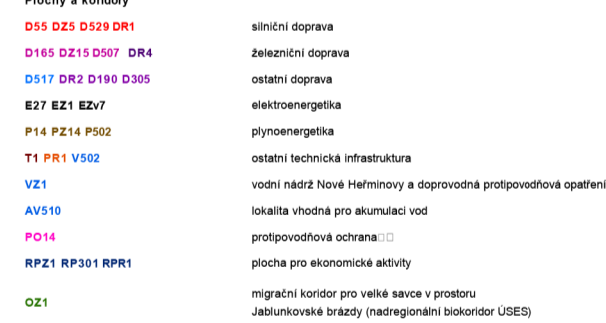 Plochy a koridory
D55 DZ5 D529 DR1 silniční doprava
D165 DZ15 D507 DR4 železniční doprava
D517 DR2 D190 D305 ostatní doprava
E27 EZ1 EZv7 elektroenergetika
P14 PZ14 P502 plynoenergetika
T1 PR1 V502 ostatní technická infrastruktura
VZ1 vodní nádrž Nové Heřminovy a doprovodná protipovodňová opatření
AV510 lokalita vhodná pro akumulaci vod
PO14 protipovodňová ochrana□□
RPZ1 RP301 RPR1 plocha pro ekonomické aktivity
OZ1 migrační koridor pro velké savce v prostoru
Jablunkovské brázdy (nadregionální biokoridor ÚSES)